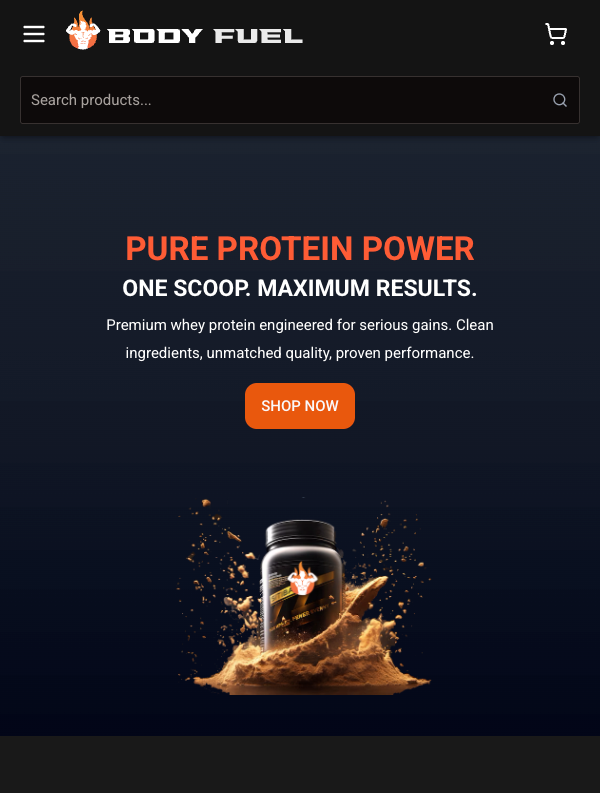 BODY FUEL
Search products...
PURE PROTEIN POWER
ONE SCOOP. MAXIMUM RESULTS.
Premium whey protein engineered for serious gains. Clean
ingredients, unmatched quality, proven performance.
SHOP NOW